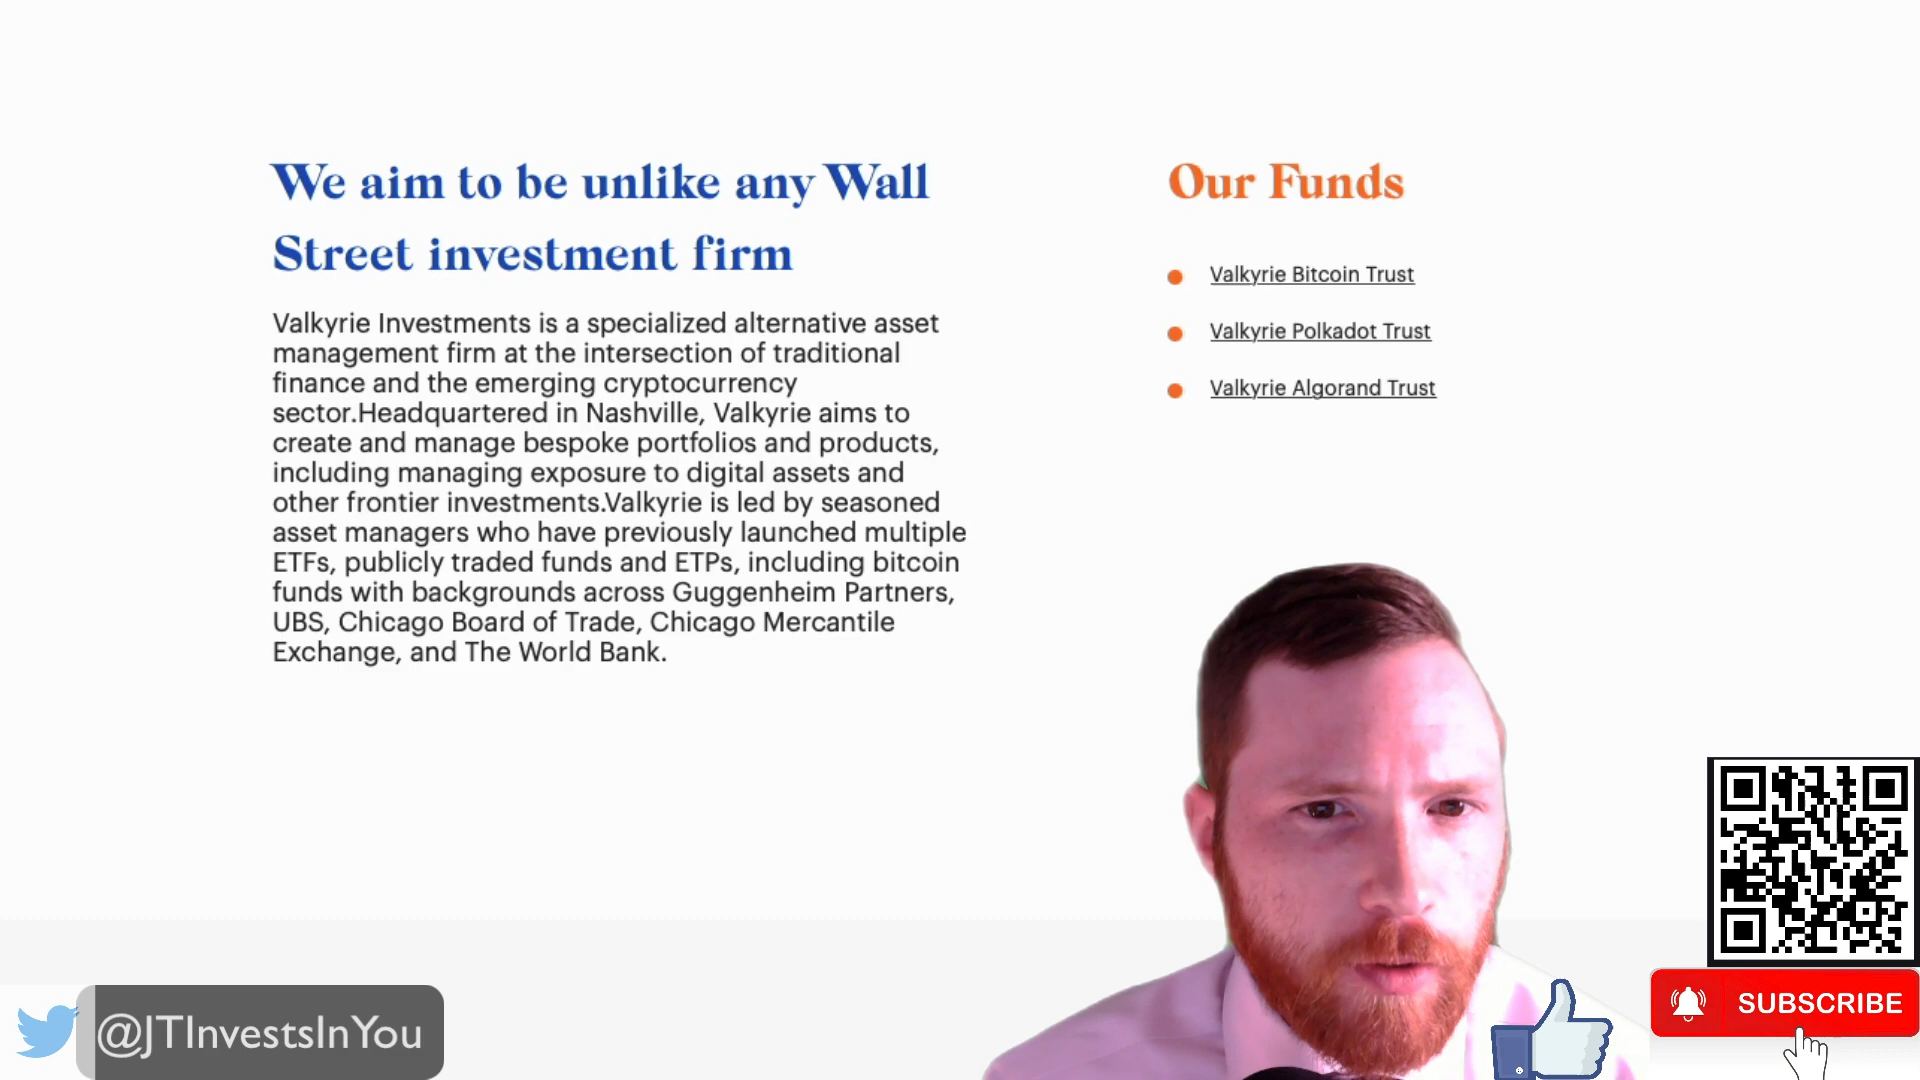 We aim to be unlike any Wall
Street investment firm
Valkyrie Investments is a specialized alternative asset
management firm at the intersection of traditional
finance and the emerging cryptocurrency
sector.Headquartered in Nashville, Valkyrie aims to
create and manage bespoke portfolios and products,
including managing exposure to digital assets and
other frontier investments.Valkyrie is led by seasoned
asset managers who have previously launched multiple
ETFs, publicly traded funds and ETPs, including bitcoin
funds with backgrounds across Guggenheim Partners,
UBS, Chicago Board of Trade, Chicago Mercantile
Exchange, and The World Bank.
Our Funds
Valkyrie Bitcoin Trust
Valkyrie Polkadot Trust
Valkyrie Algorand Trust
@JTInvestsInYou
SUBSCRIBE